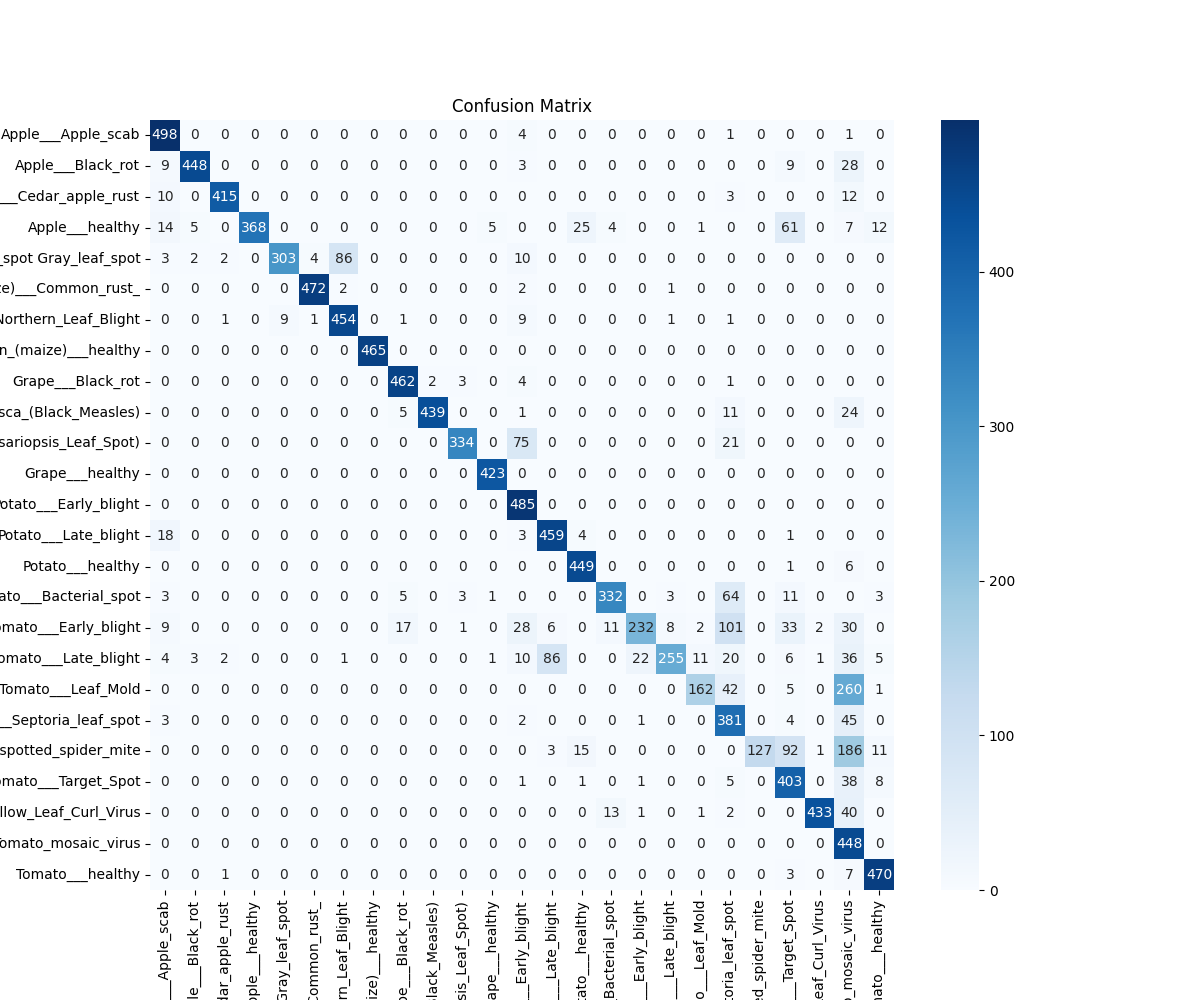 Confusion Matrix
Apple___Apple_scab 498 0 0 0 0 0 0 0 0 0 0 0 4 0 0 0 0 0 0 1 0 0 0 1 0
Apple___Black_rot 9 448 0 0 0 0 0 0 0 0 0 0 3 0 0 0 0 0 0 0 0 9 0 28 0
___Cedar_apple_rust 10 0 415 0 0 0 0 0 0 0 0 0 0 0 0 0 0 0 0 3 0 0 0 12 0
Apple___healthy 14 5 0 368 0 0 0 0 0 0 0 5 0 0 25 4 0 0 1 0 0 61 0 7 12
_spot Gray_leaf_spot 3 2 2 0 303 4 86 0 0 0 0 0 10 0 0 0 0 0 0 0 0 0 0 0 0
ze)___Common_rust_ 0 0 0 0 0 472 2 0 0 0 0 0 2 0 0 0 0 1 0 0 0 0 0 0 0
Northern_Leaf_Blight 0 0 1 0 9 1 454 0 1 0 0 0 9 0 0 0 0 1 0 1 0 0 0 0 0
n_(maize)___healthy 0 0 0 0 0 0 0 465 0 0 0 0 0 0 0 0 0 0 0 0 0 0 0 0 0
Grape___Black_rot 0 0 0 0 0 0 0 0 462 2 3 0 4 0 0 0 0 0 0 1 0 0 0 0 0
sca_(Black_Measles) 0 0 0 0 0 0 0 0 5 439 0 0 1 0 0 0 0 0 0 11 0 0 0 24 0
sariopsis_Leaf_Spot) 0 0 0 0 0 0 0 0 0 0 334 0 75 0 0 0 0 0 0 21 0 0 0 0 0
Grape___healthy 0 0 0 0 0 0 0 0 0 0 0 423 0 0 0 0 0 0 0 0 0 0 0 0 0
Potato___Early_blight 0 0 0 0 0 0 0 0 0 0 0 0 485 0 0 0 0 0 0 0 0 0 0 0 0
Potato___Late_blight 18 0 0 0 0 0 0 0 0 0 0 0 3 459 4 0 0 0 0 0 0 1 0 0 0
Potato___healthy 0 0 0 0 0 0 0 0 0 0 0 0 0 0 449 0 0 0 0 0 0 1 0 6 0
ato___Bacterial_spot 3 0 0 0 0 0 0 0 5 0 3 1 0 0 0 332 0 3 0 64 0 11 0 0 3
omato___Early_blight 9 0 0 0 0 0 0 0 17 0 1 0 28 6 0 11 232 8 2 101 0 33 2 30 0
omato___Late_blight 4 3 2 0 0 0 1 0 0 0 0 1 10 86 0 0 22 255 11 20 0 6 1 36 5
Tomato___Leaf_Mold 0 0 0 0 0 0 0 0 0 0 0 0 0 0 0 0 0 0 162 42 0 5 0 260 1
__Septoria_leaf_spot 3 0 0 0 0 0 0 0 0 0 0 0 2 0 0 0 1 0 0 381 0 4 0 45 0
spotted_spider_mite 0 0 0 0 0 0 0 0 0 0 0 0 0 3 15 0 0 0 0 0 127 92 1 186 11
omato___Target_Spot 0 0 0 0 0 0 0 0 0 0 0 0 1 0 1 0 1 0 0 5 0 403 0 38 8
llow_Leaf_Curl_Virus 0 0 0 0 0 0 0 0 0 0 0 0 0 0 0 13 1 0 1 2 0 0 433 40 0
Tomato_mosaic_virus 0 0 0 0 0 0 0 0 0 0 0 0 0 0 0 0 0 0 0 0 0 0 0 448 0
Tomato___healthy 0 0 1 0 0 0 0 0 0 0 0 0 0 0 0 0 0 0 0 0 0 3 0 7 470
___Apple_scab
le___Black_rot
dar_apple_rust
pple___healthy
Gray_leaf_spot
Common_rust_
rn_Leaf_Blight
ize)___healthy
pe___Black_rot
lack_Measles)
sis_Leaf_Spot)
ape___healthy
___Early_blight
___Late_blight
tato___healthy
Bacterial_spot
___Early_blight
___Late_blight
o___Leaf_Mold
toria_leaf_spot
ed_spider_mite
___Target_Spot
Leaf_Curl_Virus
o_mosaic_virus
mato___healthy
400
300
200
100
0